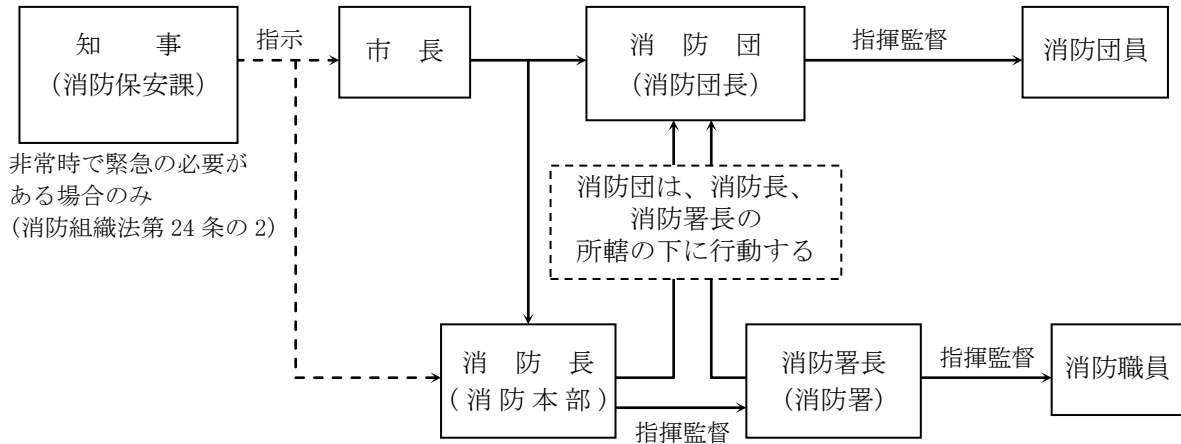 知　事
(消防保安課)
指示
市 長
消 防 団
(消防団長)
指揮監督
消防団員
非常時で緊急の必要が
ある場合のみ
(消防組織法第 24 条の 2)
消防団は、消防長、
消防署長の
所轄の下に行動する
消 防 長
(消防本部)
指揮監督
消防署長
(消防署)
指揮監督
消防職員